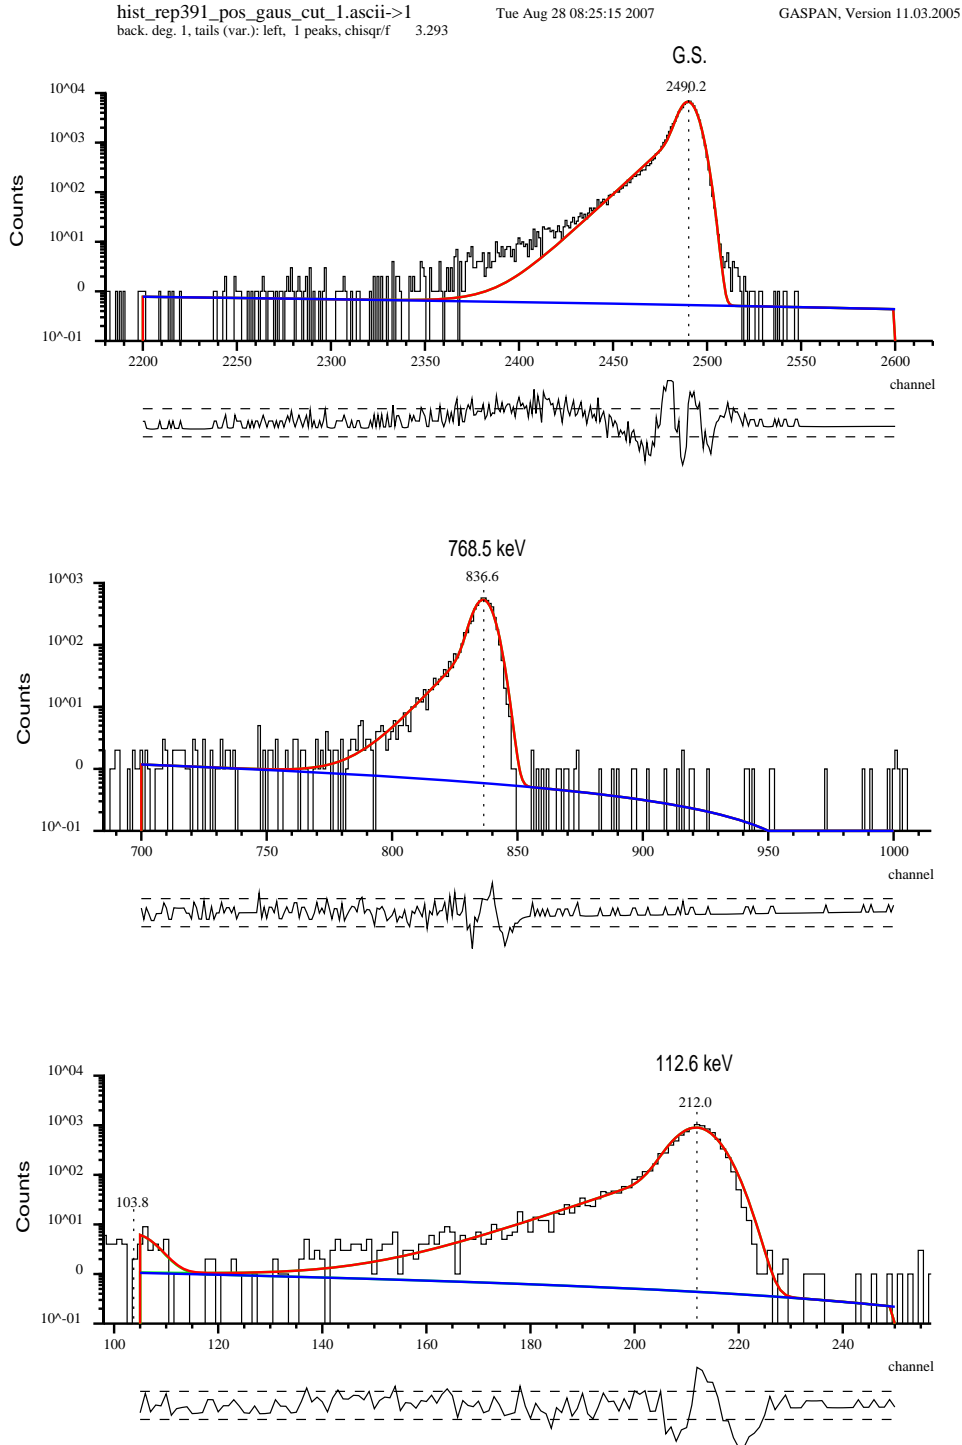 hist_rep391_pos_gaus_cut_1.ascii->1 Tue Aug 28 08:25:15 2007 GASPAN, Version 11.03.2005
back. deg. 1, tails (var.): left, 1 peaks, chisqr/f 3.293
G.S.
2490.2
10^04
10^03
10^02
10^01
0
10^-01
Counts
2200 2250 2300 2350 2400 2450 2500 2550 2600
channel
768.5 keV
836.6
10^03
10^02
10^01
0
10^-01
Counts
700 750 800 850 900 950 1000
channel
112.6 keV
212.0
103.8
10^04
10^03
10^02
10^01
0
10^-01
Counts
100 120 140 160 180 200 220 240
channel